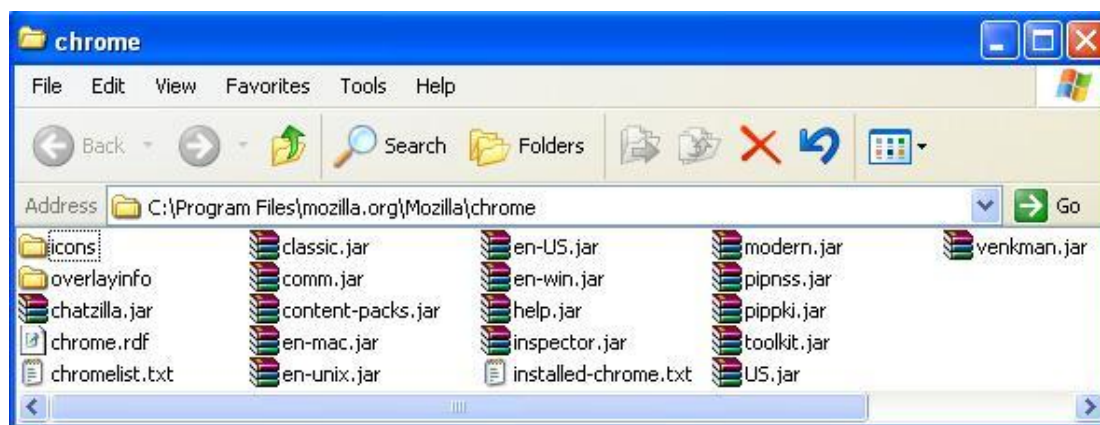 chrome
File Edit View Favorites Tools Help
Back Search Folders
Address C:\Program Files\mozilla.org\Mozilla\chrome Go
icons classic.jar en-US.jar modern.jar venkman.jar
overlayinfo comm.jar en-win.jar pipnss.jar
chatzilla.jar content-packs.jar help.jar pippki.jar
chrome.rdf en-mac.jar inspector.jar toolkit.jar
chromelist.txt en-unix.jar installed-chrome.txt US.jar